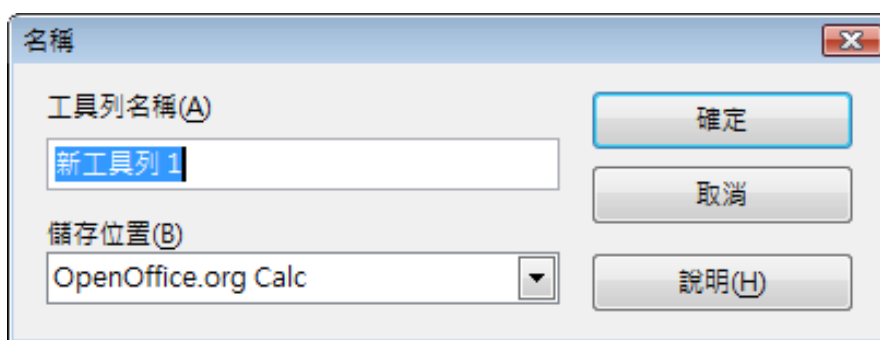 名稱
工具列名稱(A)
新工具列 1
儲存位置(B)
OpenOffice.org Calc
確定
取消
說明(H)